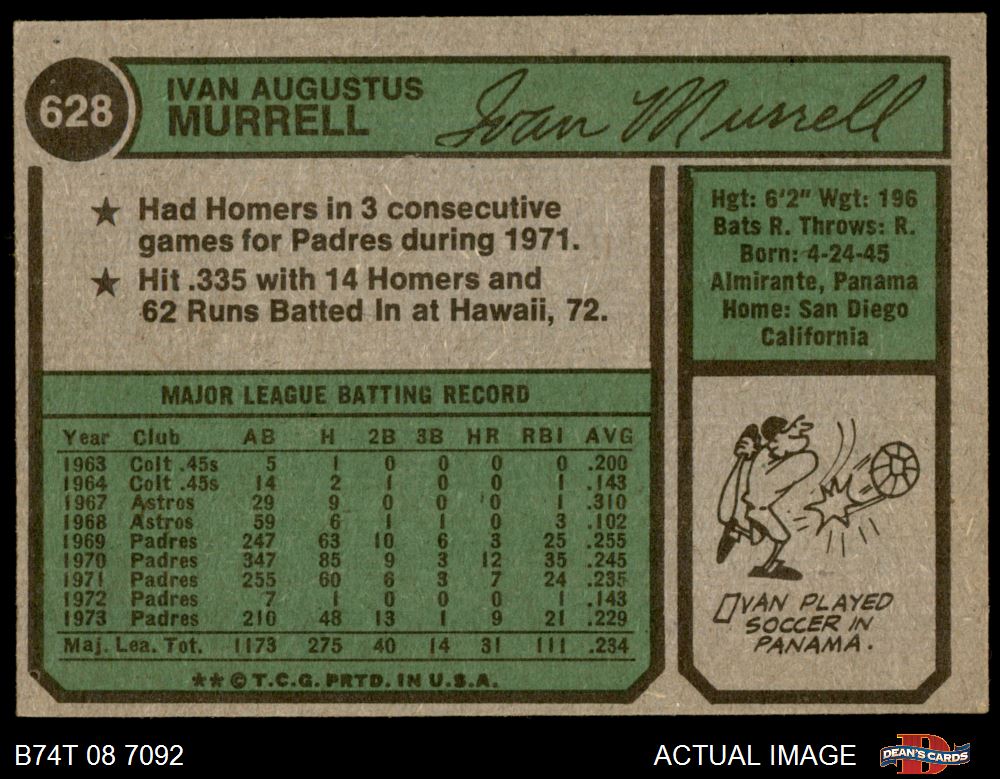 628
IVAN AUGUSTUS
MURRELL
Ivan Murrell
★ Had Homers in 3 consecutive
games for Padres during 1971.
★ Hit .335 with 14 Homers and
62 Runs Batted In at Hawaii, 72.
Hgt: 6'2" Wgt: 196
Bats R. Throws: R.
Born: 4-24-45
Almirante, Panama
Home: San Diego
California
MAJOR LEAGUE BATTING RECORD
Year Club AB H 2B 3B HR RBI AVG
1963 Colt .45s 5 1 0 0 0 0 .200
1964 Colt .45s 14 2 1 0 0 1 .143
1967 Astros 29 9 0 0 0 1 .310
1968 Astros 59 6 1 1 0 3 .102
1969 Padres 247 63 10 6 3 25 .255
1970 Padres 347 85 9 3 12 35 .245
1971 Padres 255 60 6 3 7 24 .235
1972 Padres 7 1 0 0 0 1 .143
1973 Padres 210 48 13 1 9 21 .229
Maj. Lea. Tot. 1173 275 40 14 31 111 .234
** © T.C.G. PRTD. IN U.S.A.
IVAN PLAYED
SOCCER IN
PANAMA.
B74T 08 7092
ACTUAL IMAGE
DEAN'S CARDS